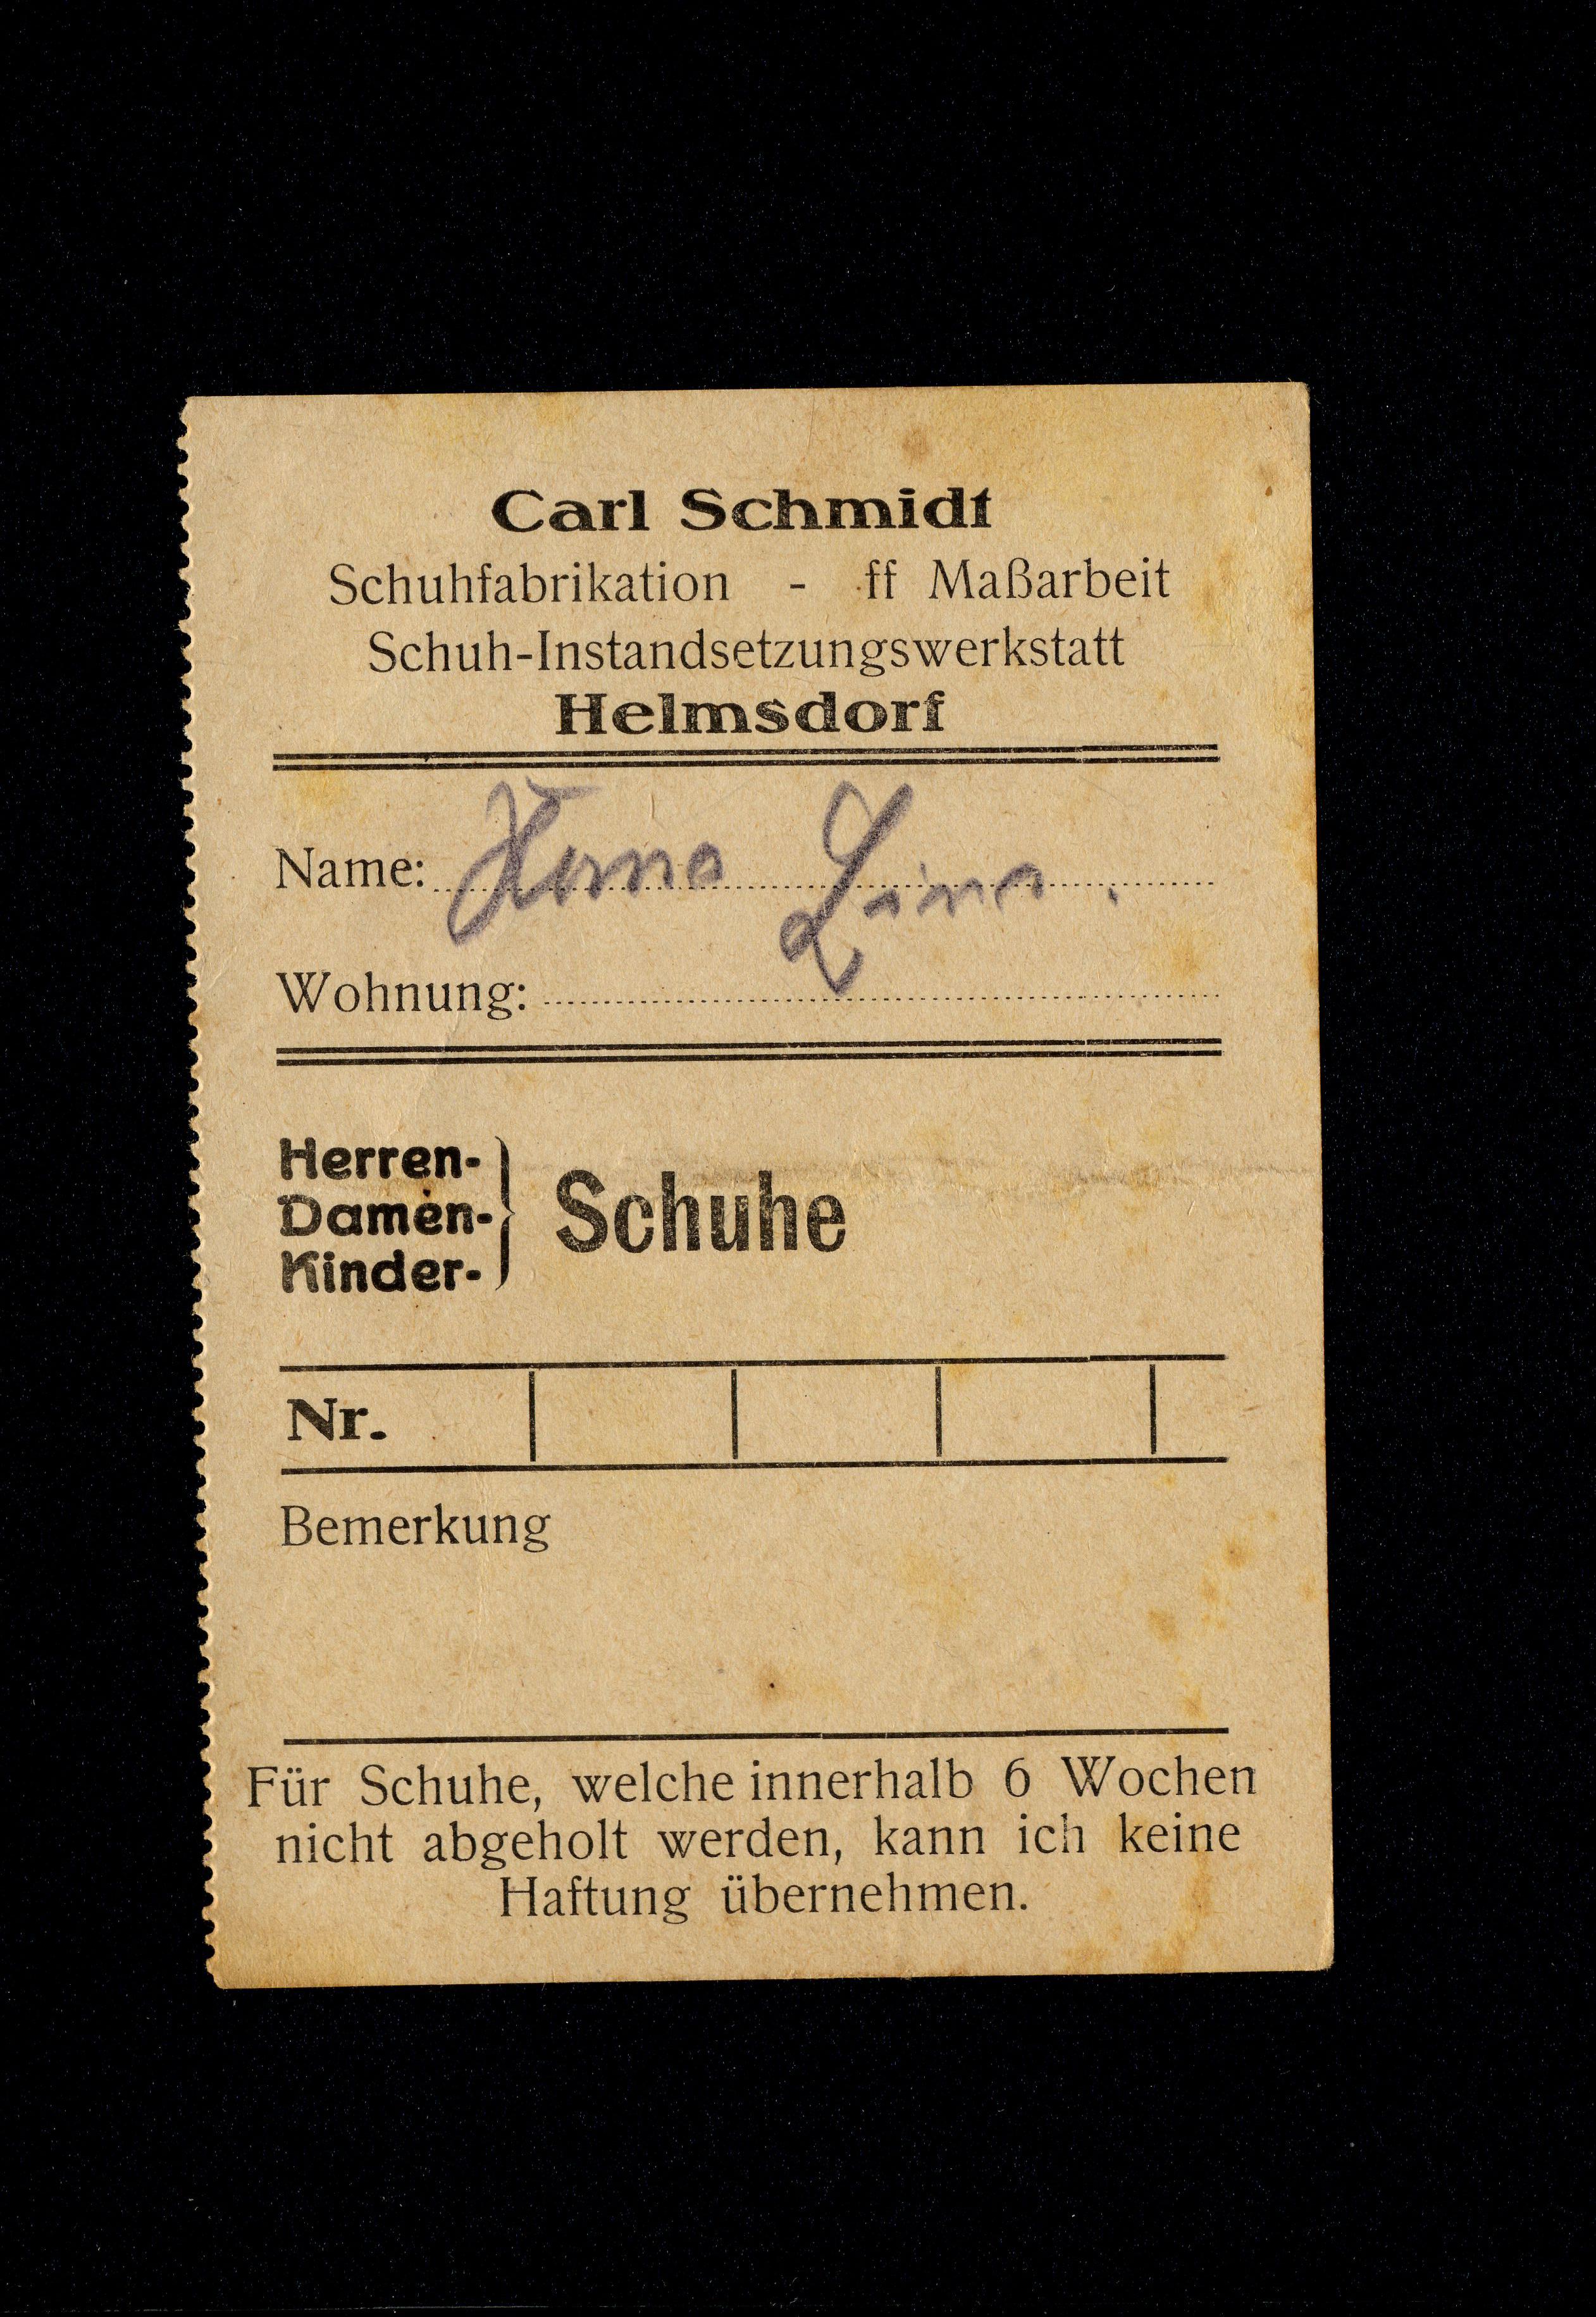 Carl Schmidt
Schuhfabrikation - ff Maßarbeit
Schuh-Instandsetzungswerkstatt
Helmsdorf
Name: Lina.
Wohnung:
Herren-
Damen-
Kinder-
Schuhe
Nr.
Bemerkung
Für Schuhe, welche innerhalb 6 Wochen
nicht abgeholt werden, kann ich keine
Haftung übernehmen.